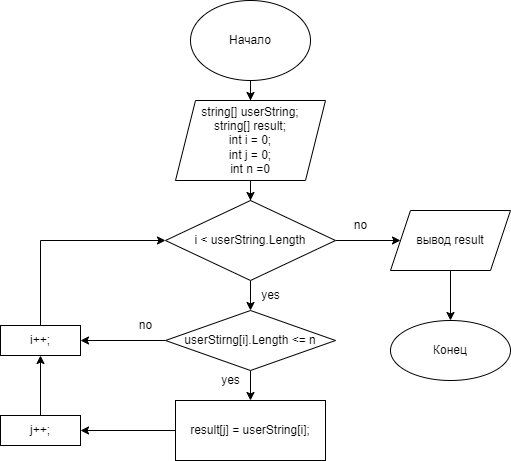 Начало
string[] userString;
string[] result;
int i = 0;
int j = 0;
int n =0
i < userString.Length
no
вывод result
yes
Конец
no
userStirng[i].Length <= n
i++;
yes
j++;
result[j] = userString[i];